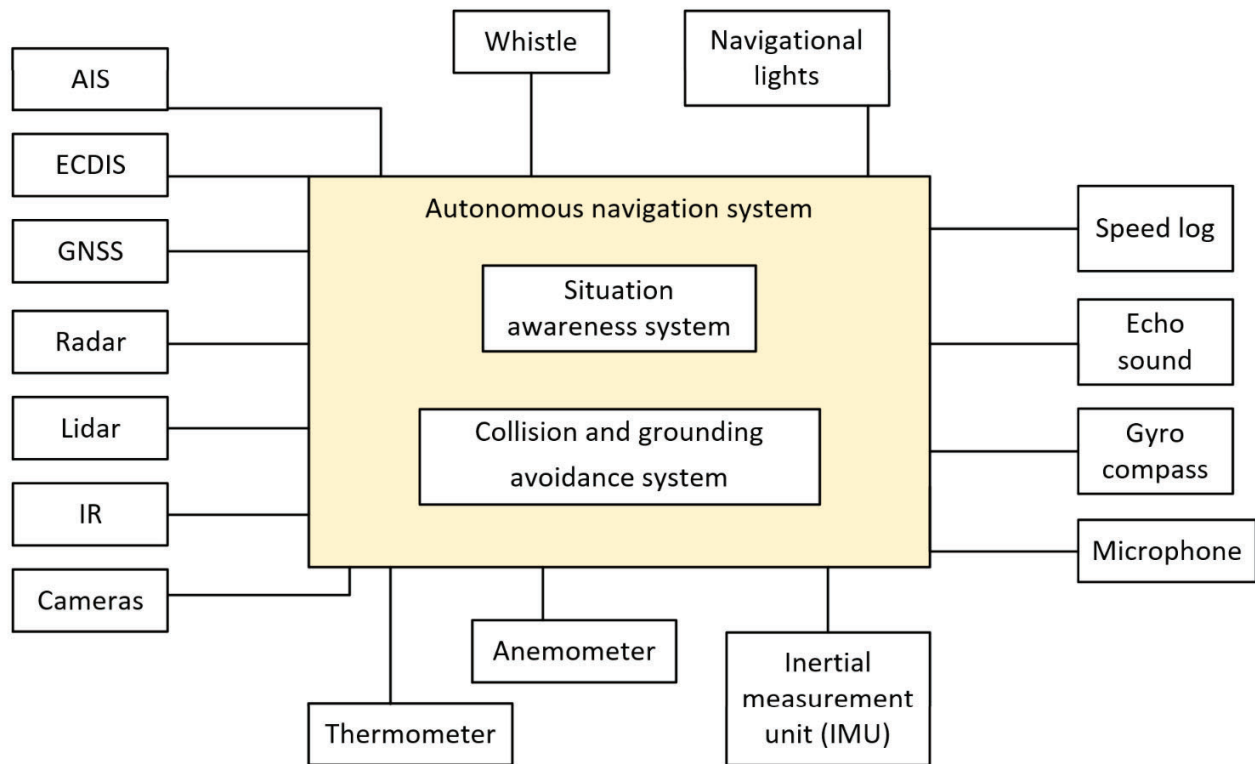 Whistle
Navigational
lights
AIS
ECDIS
GNSS
Radar
Lidar
IR
Cameras
Autonomous navigation system
Situation
awareness system
Collision and grounding
avoidance system
Speed log
Echo
sound
Gyro
compass
Microphone
Anemometer
Thermometer
Inertial
measurement
unit (IMU)